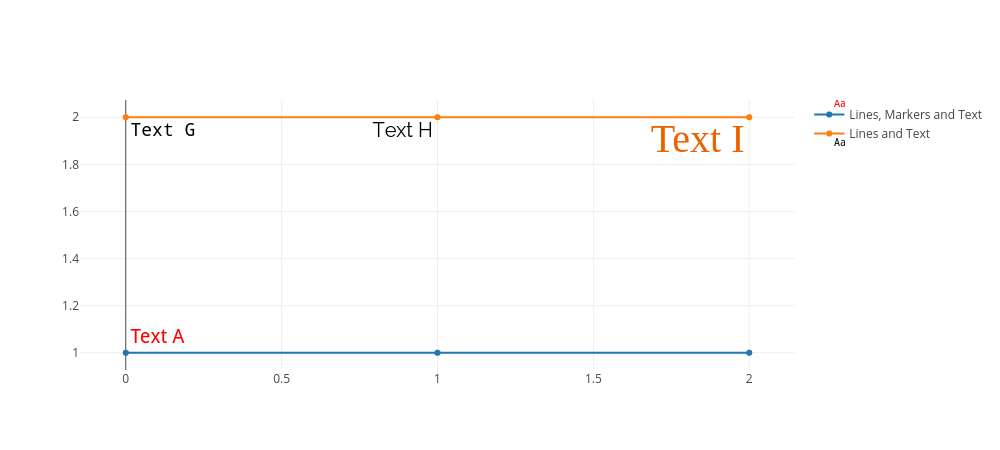 2
1.8
1.6
1.4
1.2
1
0
0.5
1
1.5
2
Text G
Text H
Text I
Text A
Aa
Lines, Markers and Text
Lines and Text
Aa